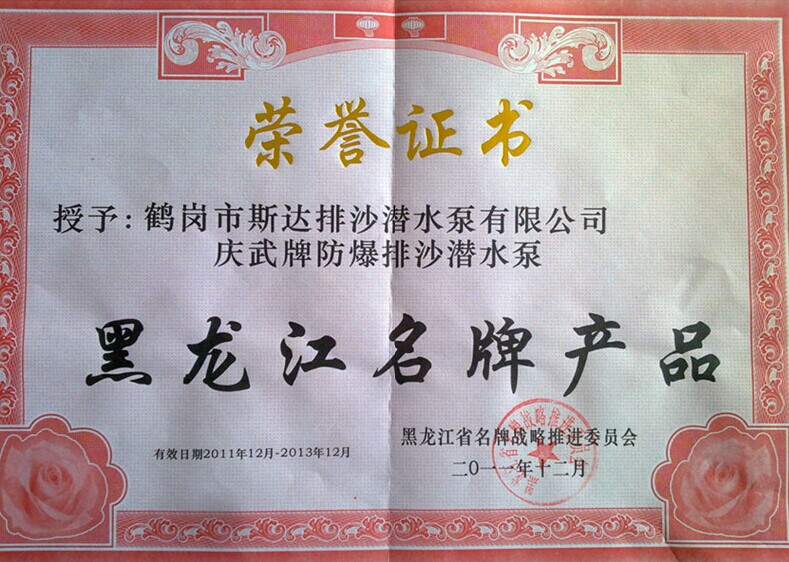 荣誉证书
授予：鹤岗市斯达排沙潜水泵有限公司
庆武牌防爆排沙潜水泵
黑龙江名牌产品
黑龙江省名牌战略推进委员会
有效日期2011年12月-2013年12月
二0一一年十二月